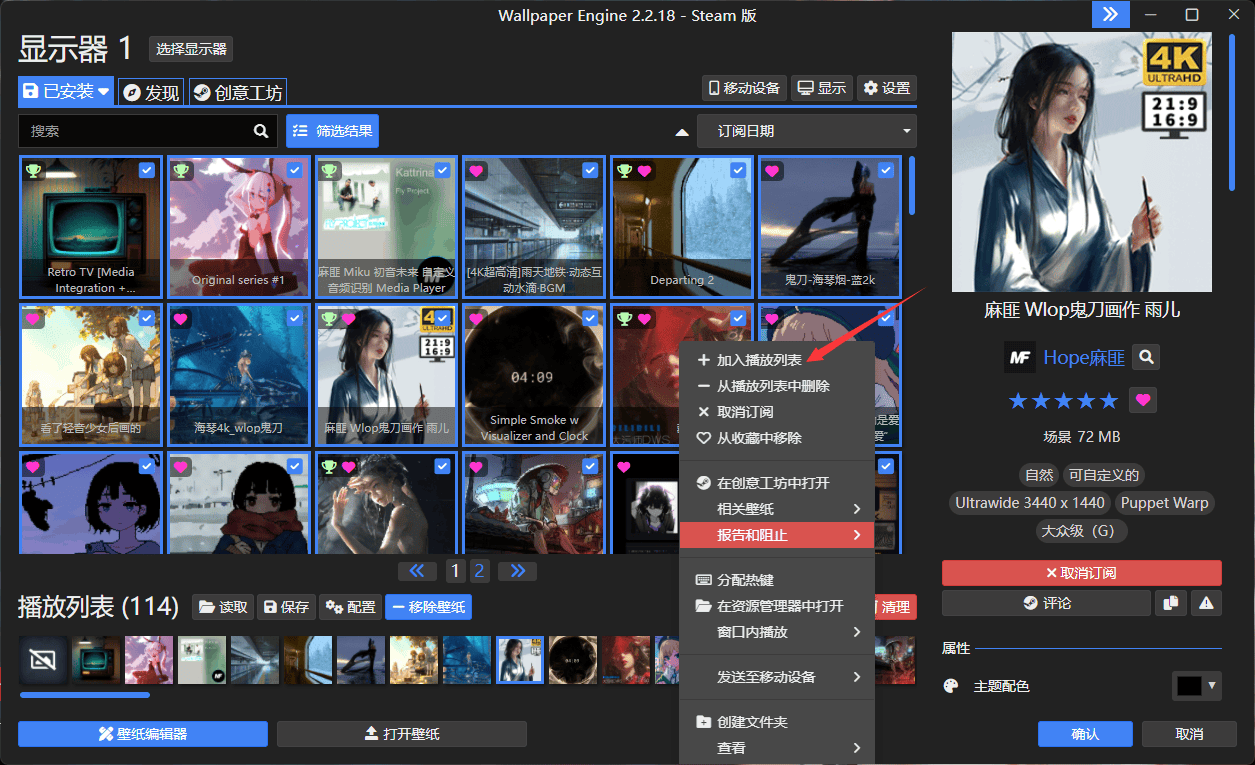 Wallpaper Engine 2.2.18 - Steam 版
显示器 1
选择显示器
已安装
发现
创意工坊
移动设备
显示
设置
搜索
筛选结果
订阅日期
Retro TV [Media
Integration +...
Original series #1
Kattrina
Fly Project
麻匪 Miku 初音未来 自定义
音频识别 Media Player
[4K超高清]雨天地铁·动态互
动水滴·BGM
Departing 2
鬼刀-海琴烟-蓝2k
看了轻音少女后画的
海琴4k_wlop鬼刀
4K
ULTRAHD
21:9
16:9
麻匪 Wlop鬼刀画作 雨儿
04:09
Simple Smoke w
Visualizer and Clock
加入播放列表
从播放列表中删除
取消订阅
从收藏中移除
在创意工坊中打开
相关壁纸
报告和阻止
分配热键
在资源管理器中打开
窗口内播放
发送至移动设备
创建文件夹
查看
1
2
播放列表 (114)
读取
保存
配置
移除壁纸
清理
壁纸编辑器
打开壁纸
4K
ULTRAHD
21:9
16:9
麻匪 Wlop鬼刀画作 雨儿
MF
Hope麻匪
场景 72 MB
自然
可自定义的
Ultrawide 3440 x 1440
Puppet Warp
大众级（G）
取消订阅
评论
属性
主题配色
确认
取消